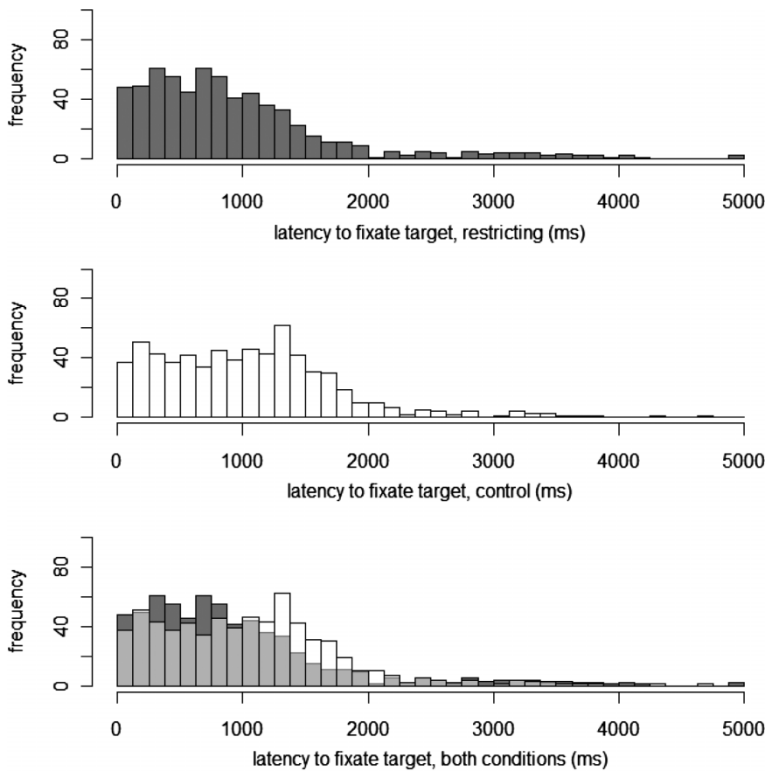 80
40
0
frequency
0 1000 2000 3000 4000 5000
latency to fixate target, restricting (ms)
80
40
0
frequency
0 1000 2000 3000 4000 5000
latency to fixate target, control (ms)
80
40
0
frequency
0 1000 2000 3000 4000 5000
latency to fixate target, both conditions (ms)